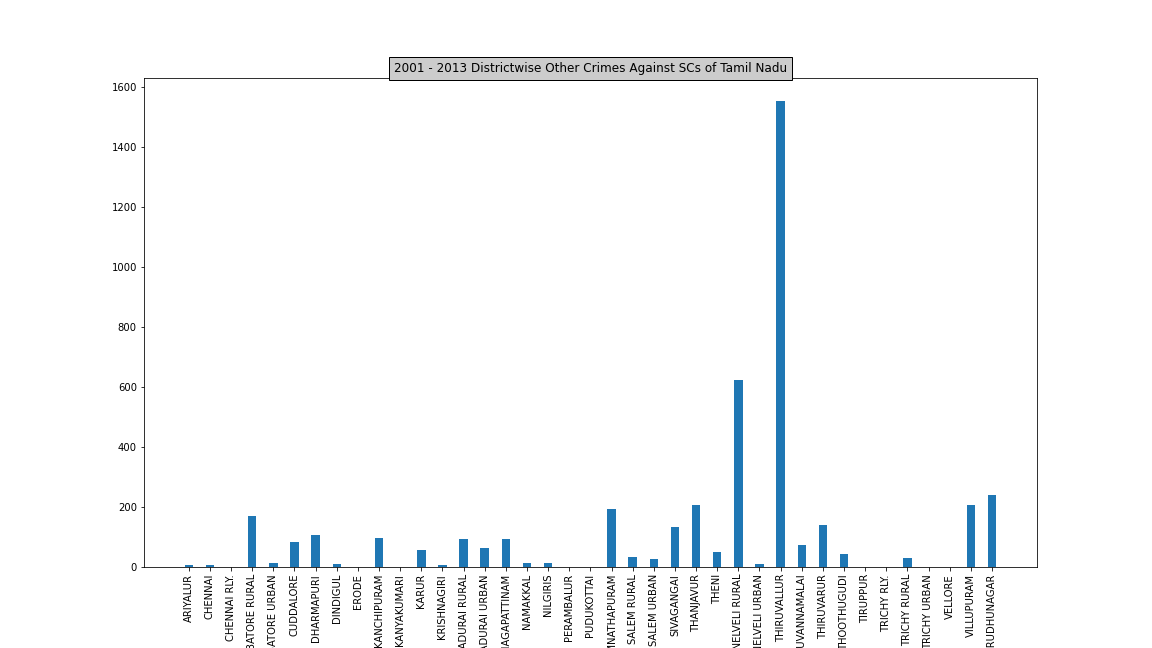 2001 - 2013 Districtwise Other Crimes Against SCs of Tamil Nadu
1600
1400
1200
1000
800
600
400
200
0
ARIYALUR
CHENNAI
CHENNAI RLY.
BATORE RURAL
ATORE URBAN
CUDDALORE
DHARMAPURI
DINDIGUL
ERODE
KANCHIPURAM
KANYAKUMARI
KARUR
KRISHNAGIRI
ADURAI RURAL
DURAI URBAN
IAGAPATTINAM
NAMAKKAL
NILGIRIS
PERAMBALUR
PUDUKOTTAI
MNATHAPURAM
SALEM RURAL
SALEM URBAN
SIVAGANGAI
THANJAVUR
THENI
NELVELI RURAL
IELVELI URBAN
THIRUVALLUR
UVANNAMALAI
THIRUVARUR
THOOTHUGUDI
TIRUPPUR
TRICHY RLY.
TRICHY RURAL
TRICHY URBAN
VELLORE
VILLUPURAM
RUDHUNAGAR